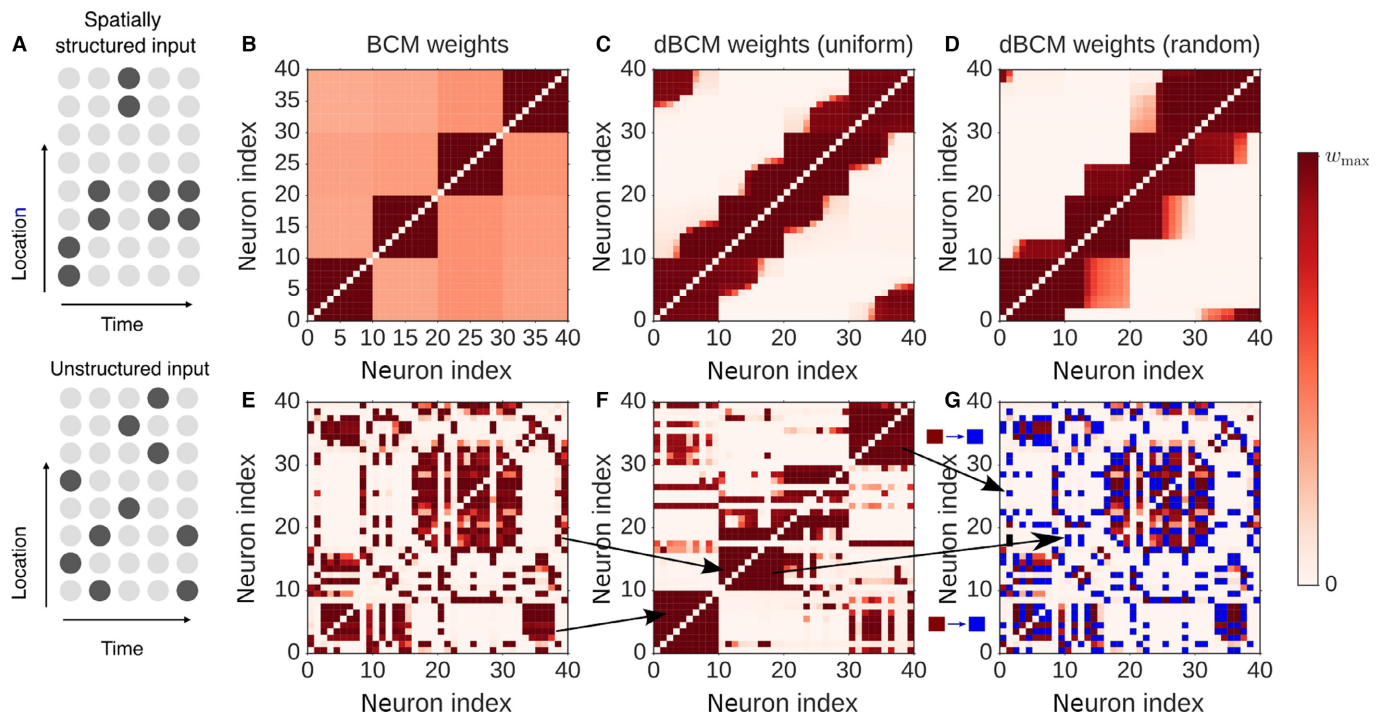 A
Spatially
structured input
Location
Time
Unstructured input
Location
Time
B
BCM weights
Neuron index
40
35
30
25
20
15
10
5
0
0 5 10 15 20 25 30 35 40
Neuron index
C
dBCM weights (uniform)
Neuron index
40
30
20
10
0
0 10 20 30 40
Neuron index
D
dBCM weights (random)
Neuron index
40
30
20
10
0
0 10 20 30 40
Neuron index
wmax
0
E
Neuron index
40
30
20
10
0
0 10 20 30 40
Neuron index
F
Neuron index
40
30
20
10
0
0 10 20 30 40
Neuron index
G
Neuron index
40
30
20
10
0
0 10 20 30 40
Neuron index